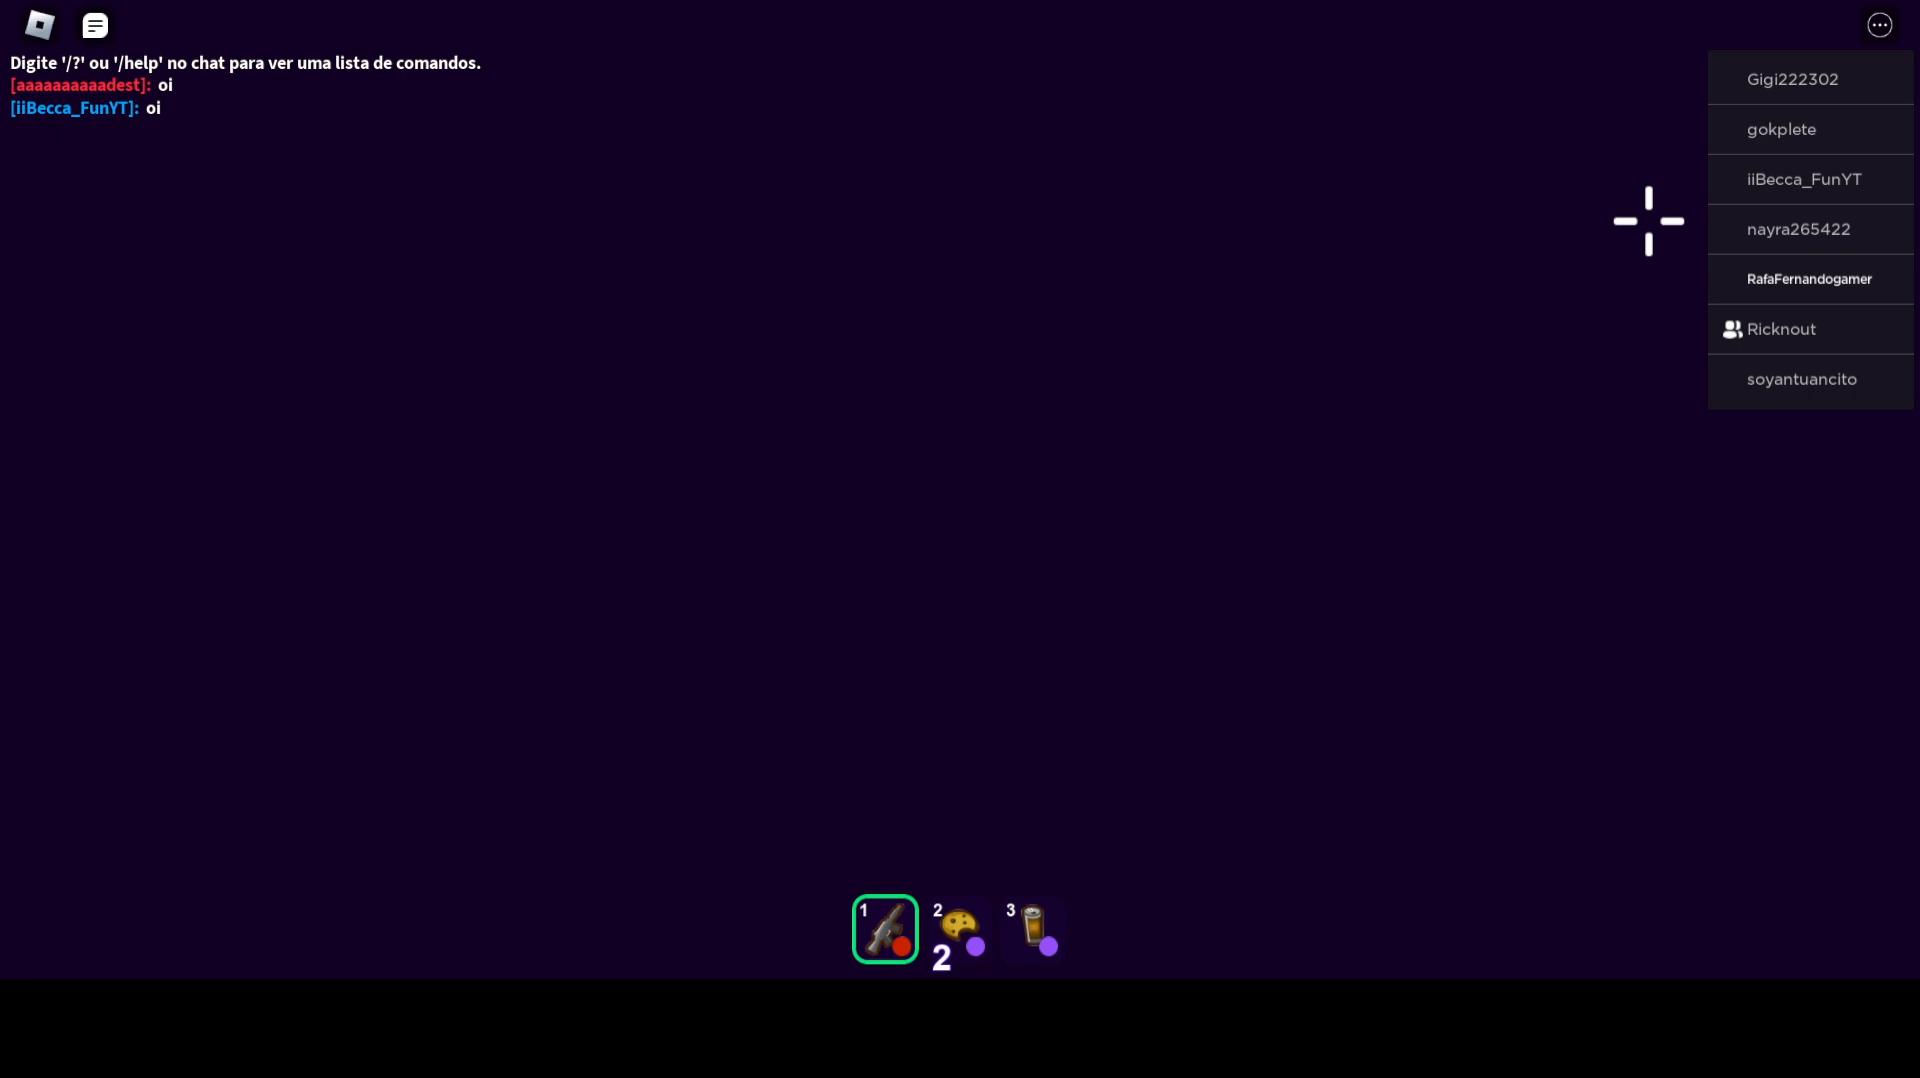 Digite '/?' ou '/help' no chat para ver uma lista de comandos.
[aaaaaaaaaadest]: oi
[iiBecca_FunYT]: oi
Gigi222302
gokplete
iiBecca_FunYT
nayra265422
RafaFernandogamer
Ricknout
soyantuancito
1
2
2
3